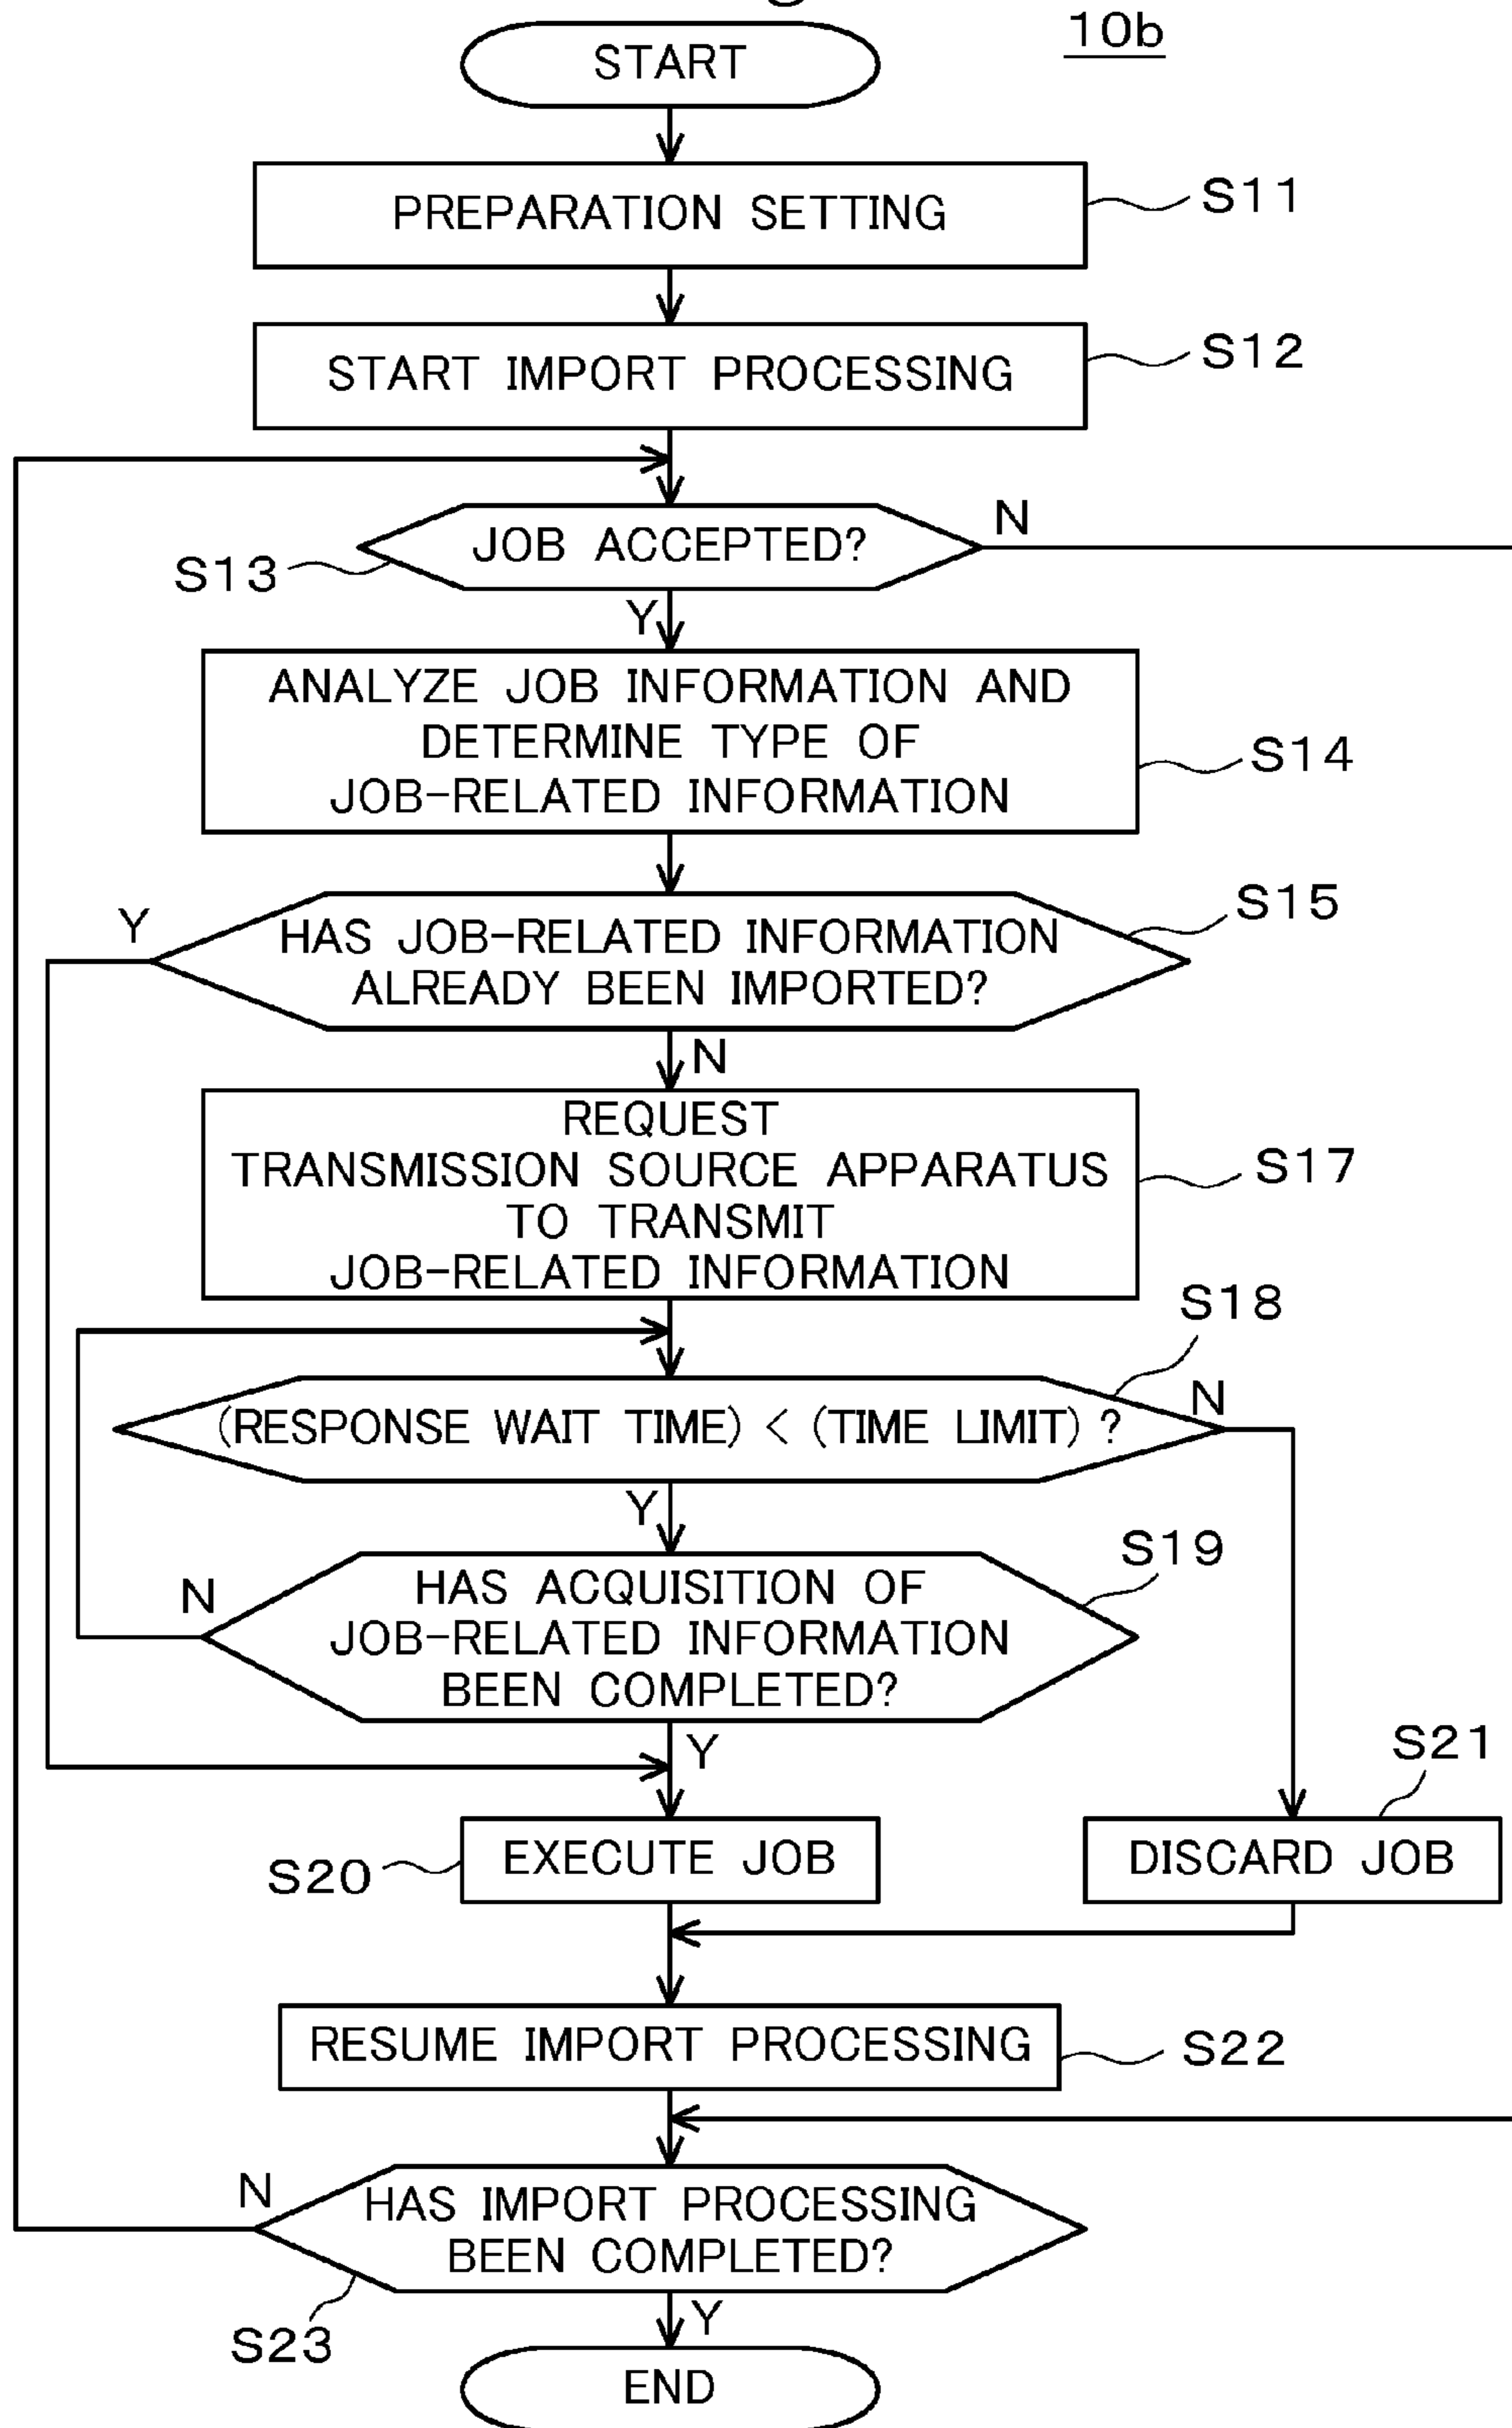 10b
START
PREPARATION SETTING
S11
START IMPORT PROCESSING
S12
JOB ACCEPTED?
N
S13
Y
ANALYZE JOB INFORMATION AND
DETERMINE TYPE OF
JOB-RELATED INFORMATION
S14
S15
Y
HAS JOB-RELATED INFORMATION
ALREADY BEEN IMPORTED?
N
REQUEST
TRANSMISSION SOURCE APPARATUS
TO TRANSMIT
JOB-RELATED INFORMATION
S17
S18
N
(RESPONSE WAIT TIME) < (TIME LIMIT) ?
Y
S19
N
HAS ACQUISITION OF
JOB-RELATED INFORMATION
BEEN COMPLETED?
Y
S21
EXECUTE JOB
S20
DISCARD JOB
RESUME IMPORT PROCESSING
S22
N
HAS IMPORT PROCESSING
BEEN COMPLETED?
S23
Y
END